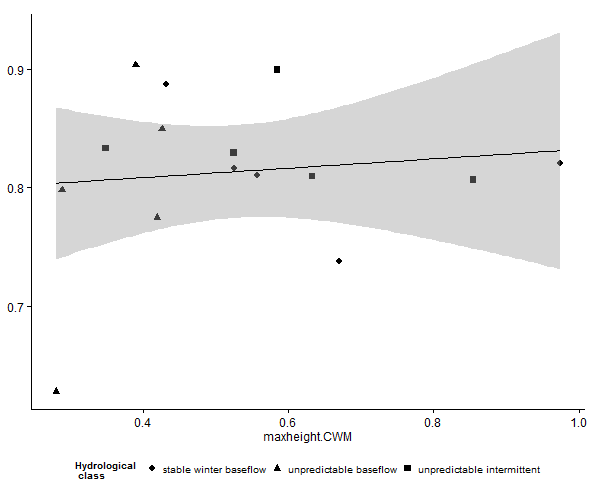 0.9
0.8
0.7
0.4 0.6 0.8 1.0
maxheight.CWM
Hydrological
class
stable winter baseflow unpredictable baseflow unpredictable intermittent